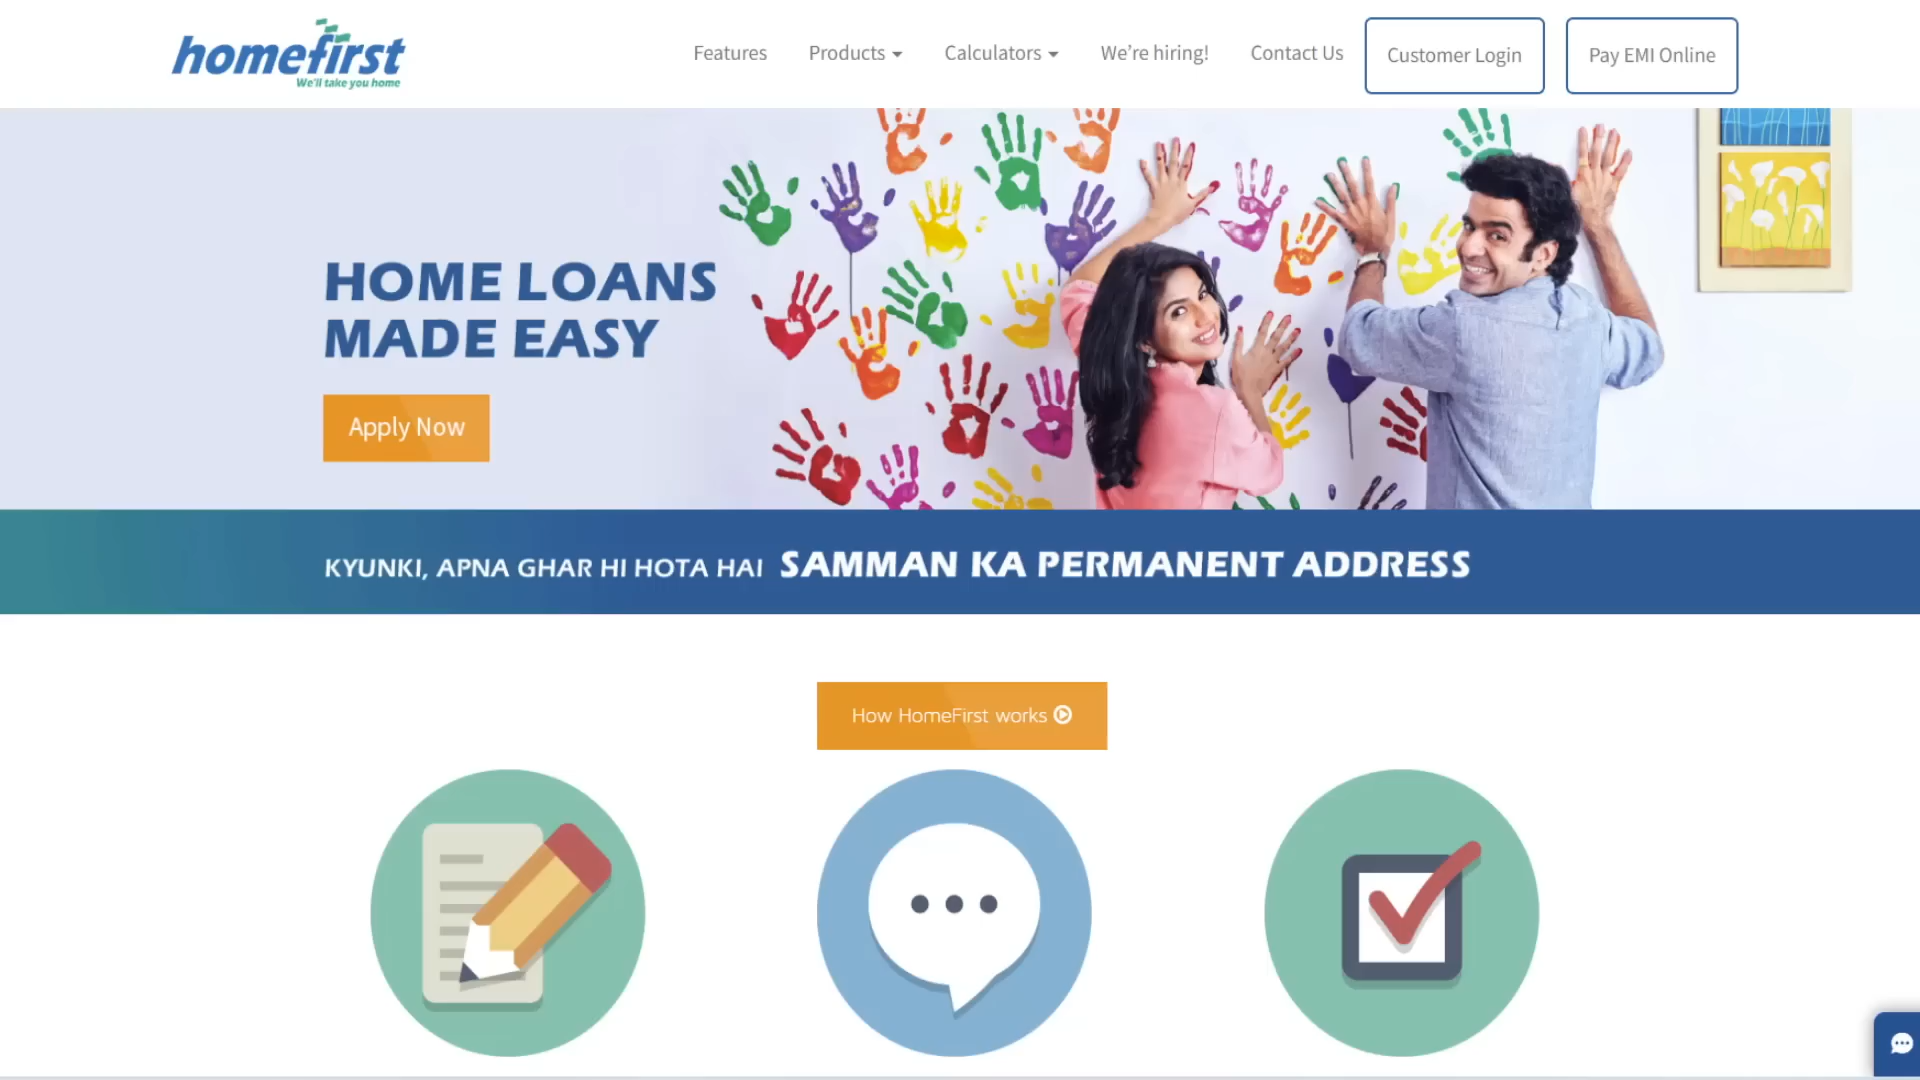 homefirst
We'll take you home
Features
Products
Calculators
We're hiring!
Contact Us
Customer Login
Pay EMI Online
HOME LOANS
MADE EASY
Apply Now
KYUNKI, APNA GHAR HI HOTA HAI SAMMAN KA PERMANENT ADDRESS
How HomeFirst works